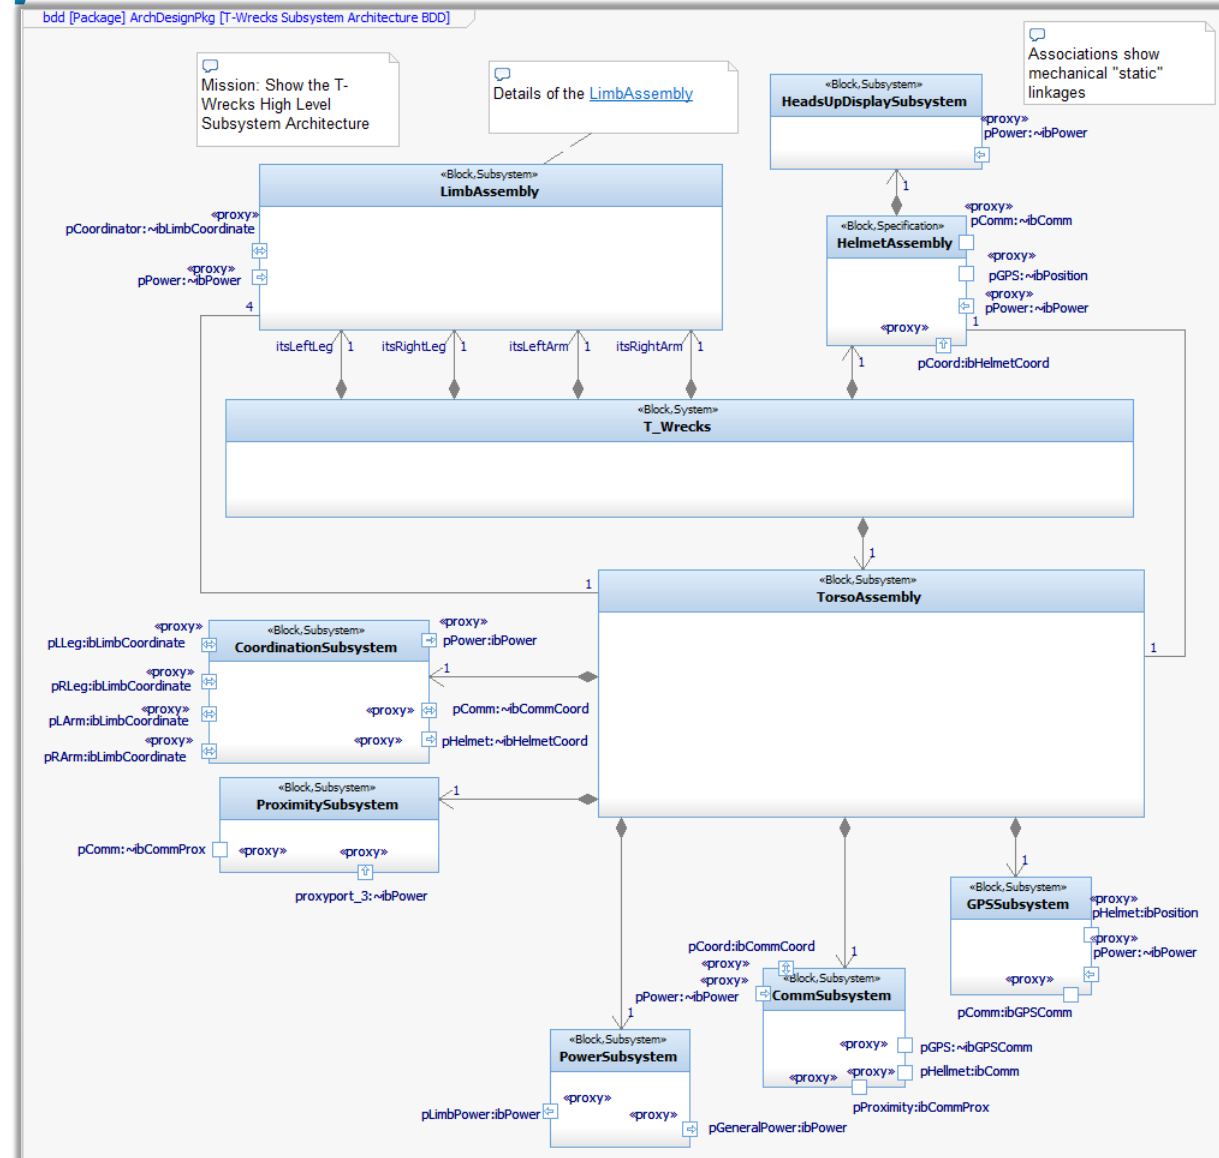 bdd [Package] ArchDesignPkg [T-Wrecks Subsystem Architecture BDD]
Mission: Show the T-
Wrecks High Level
Subsystem Architecture
Details of the LimbAssembly
Associations show
mechanical "static"
linkages
«Block,Subsystem»
HeadsUpDisplaySubsystem
«proxy»
pPower:~ibPower
1
«Block,Subsystem»
LimbAssembly
«proxy»
pCoordinator:~ibLimbCoordinate
«proxy»
pPower:~ibPower
4
«Block,Specification»
HelmetAssembly
«proxy»
pComm:~ibComm
«proxy»
pGPS:~ibPosition
«proxy»
pPower:~ibPower
«proxy»
1
pCoord:ibHelmetCoord
itsLeftLeg 1
itsRightLeg 1
itsLeftArm 1
itsRightArm 1
1
«Block,System»
T_Wrecks
1
1
«Block,Subsystem»
TorsoAssembly
1
«Block,Subsystem»
CoordinationSubsystem
«proxy»
pLLeg:ibLimbCoordinate
«proxy»
pRLeg:ibLimbCoordinate
«proxy»
pLArm:ibLimbCoordinate
«proxy»
pRArm:ibLimbCoordinate
«proxy»
pPower:ibPower
1
«proxy»
pComm:~ibCommCoord
«proxy»
pHelmet:~ibHelmetCoord
«Block,Subsystem»
ProximitySubsystem
1
pComm:~ibCommProx
«proxy»
«proxy»
proxyport_3:~ibPower
1
«Block,Subsystem»
GPSSubsystem
«proxy»
pHelmet:ibPosition
«proxy»
pPower:~ibPower
«proxy»
pComm:ibGPSComm
pCoord:ibCommCoord
«proxy»
«proxy»
pPower:~ibPower
1
«Block,Subsystem»
CommSubsystem
«proxy»
pGPS:~ibGPSComm
«proxy»
pHellmet:ibComm
«proxy»
pProximity:ibCommProx
1
«Block,Subsystem»
PowerSubsystem
«proxy»
pLimbPower:ibPower
«proxy»
pGeneralPower:ibPower